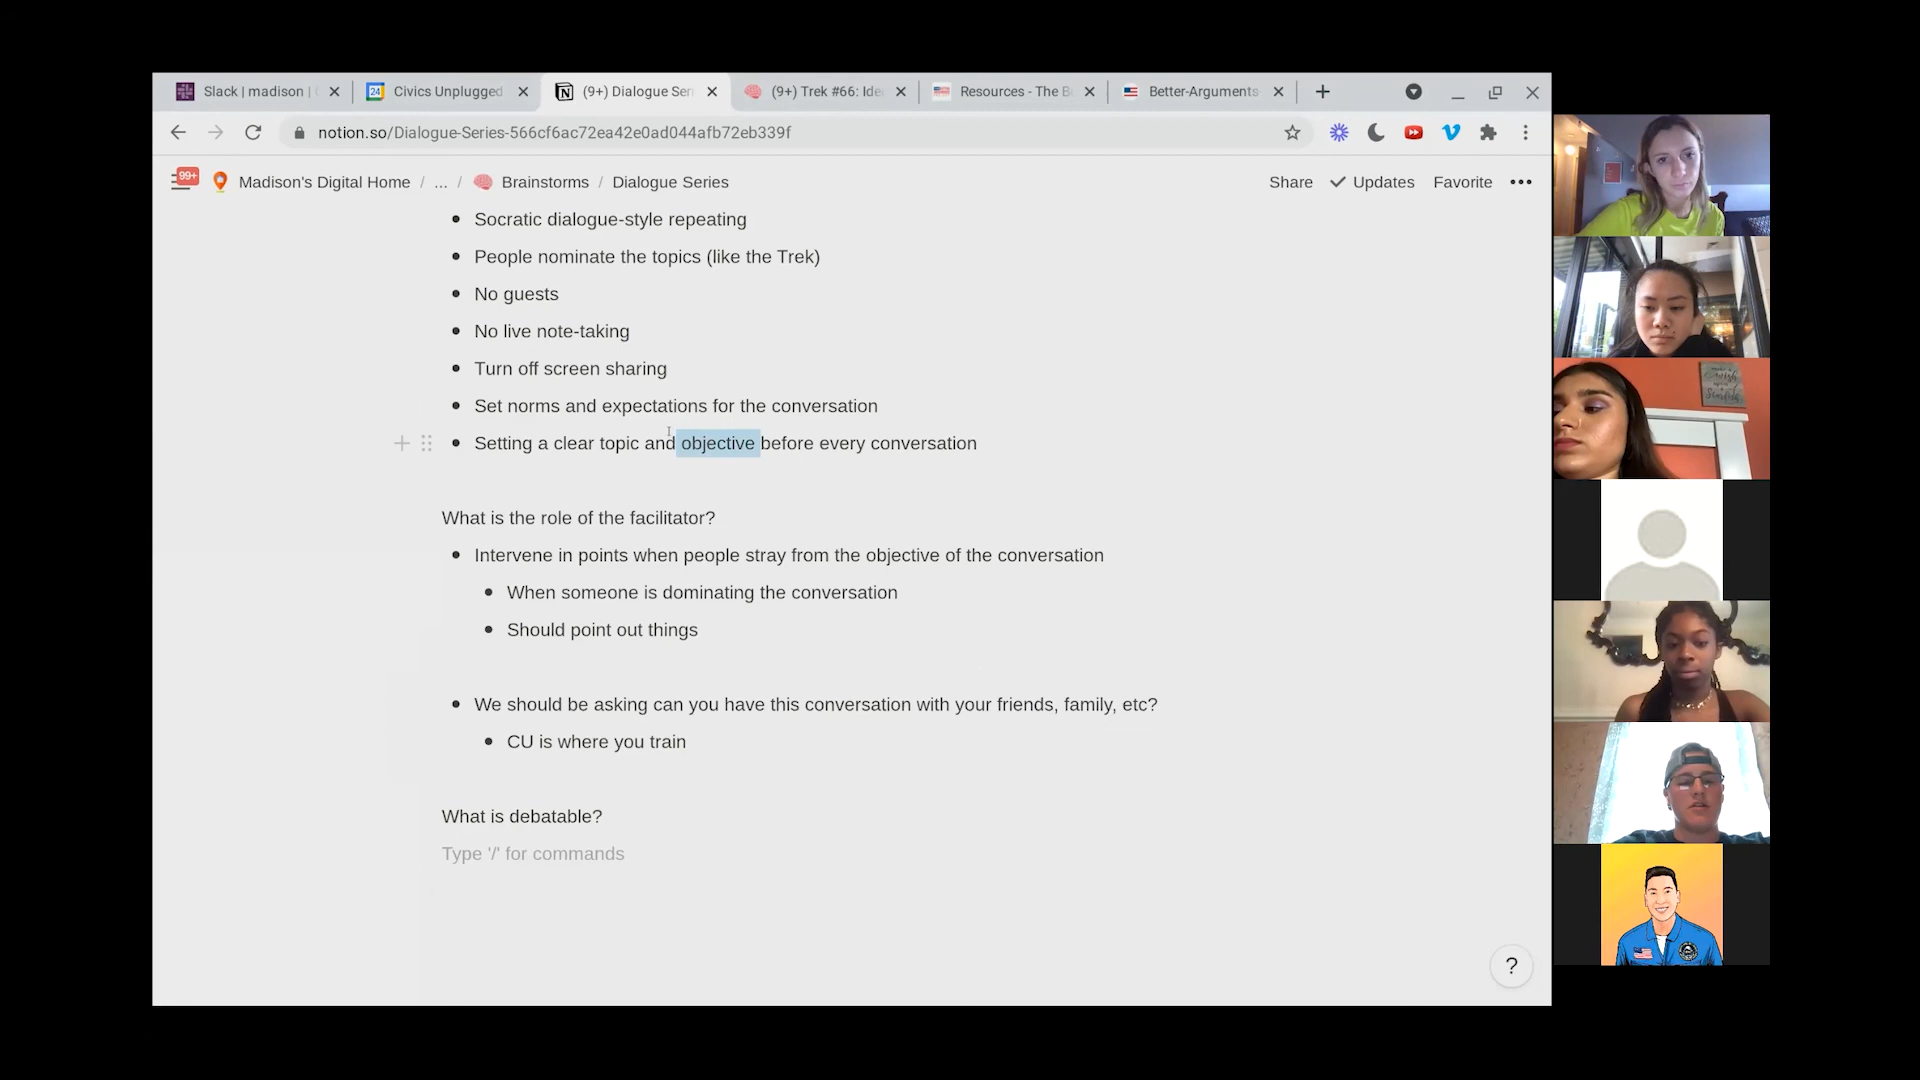 Slack | madison |
Civics Unplugged
(9+) Dialogue Ser
(9+) Trek #66: Ide
Resources - The B
Better-Arguments
notion.so/Dialogue-Series-566cf6ac72ea42e0ad044afb72eb339f
99+
Madison's Digital Home / ... / Brainstorms / Dialogue Series
Share Updates Favorite
Socratic dialogue-style repeating
People nominate the topics (like the Trek)
No guests
No live note-taking
Turn off screen sharing
Set norms and expectations for the conversation
Setting a clear topic and objective before every conversation
What is the role of the facilitator?
Intervene in points when people stray from the objective of the conversation
When someone is dominating the conversation
Should point out things
We should be asking can you have this conversation with your friends, family, etc?
CU is where you train
What is debatable?
Type '/' for commands
?